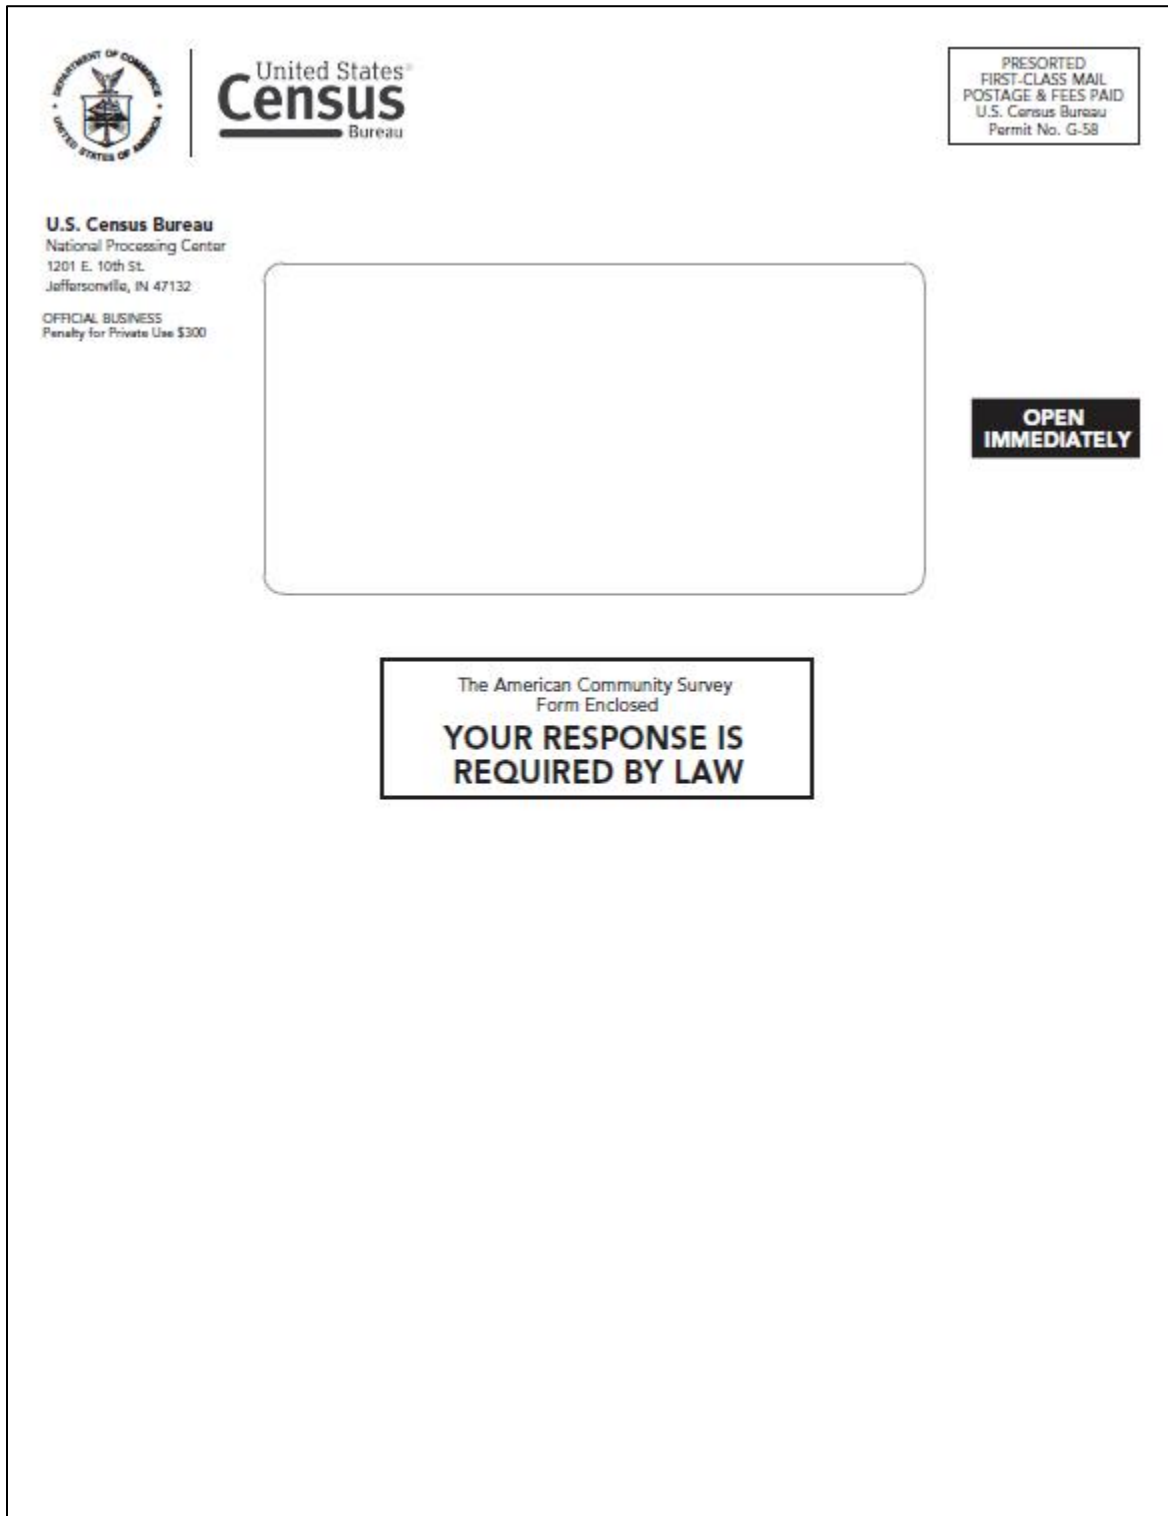 DEPARTMENT OF COMMERCE
UNITED STATES OF AMERICA
United States®
Census
Bureau
PRESORTED
FIRST-CLASS MAIL
POSTAGE & FEES PAID
U.S. Census Bureau
Permit No. G-58
U.S. Census Bureau
National Processing Center
1201 E. 10th St.
Jeffersonville, IN 47132
OFFICIAL BUSINESS
Penalty for Private Use $300
OPEN
IMMEDIATELY
The American Community Survey
Form Enclosed
YOUR RESPONSE IS
REQUIRED BY LAW